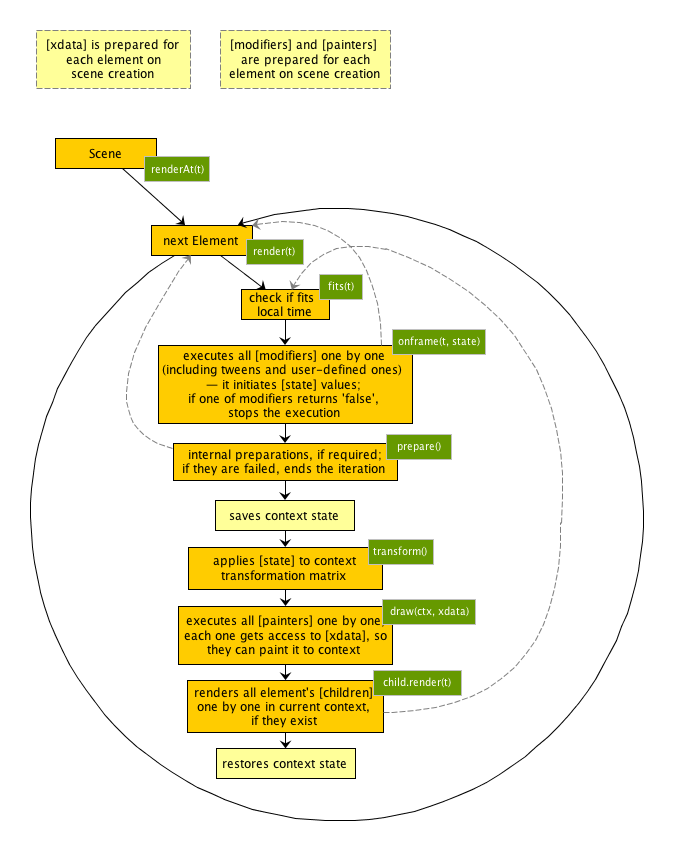 [xdata] is prepared for
each element on
scene creation
[modifiers] and [painters]
are prepared for each
element on scene creation
Scene
renderAt(t)
next Element
render(t)
check if fits
local time
fits(t)
executes all [modifiers] one by one
(including tweens and user-defined ones)
— it initiates [state] values;
if one of modifiers returns 'false',
stops the execution
onframe(t, state)
internal preparations, if required;
if they are failed, ends the iteration
prepare()
saves context state
applies [state] to context
transformation matrix
transform()
executes all [painters] one by one,
each one gets access to [xdata], so
they can paint it to context
draw(ctx, xdata)
renders all element's [children]
one by one in current context,
if they exist
child.render(t)
restores context state